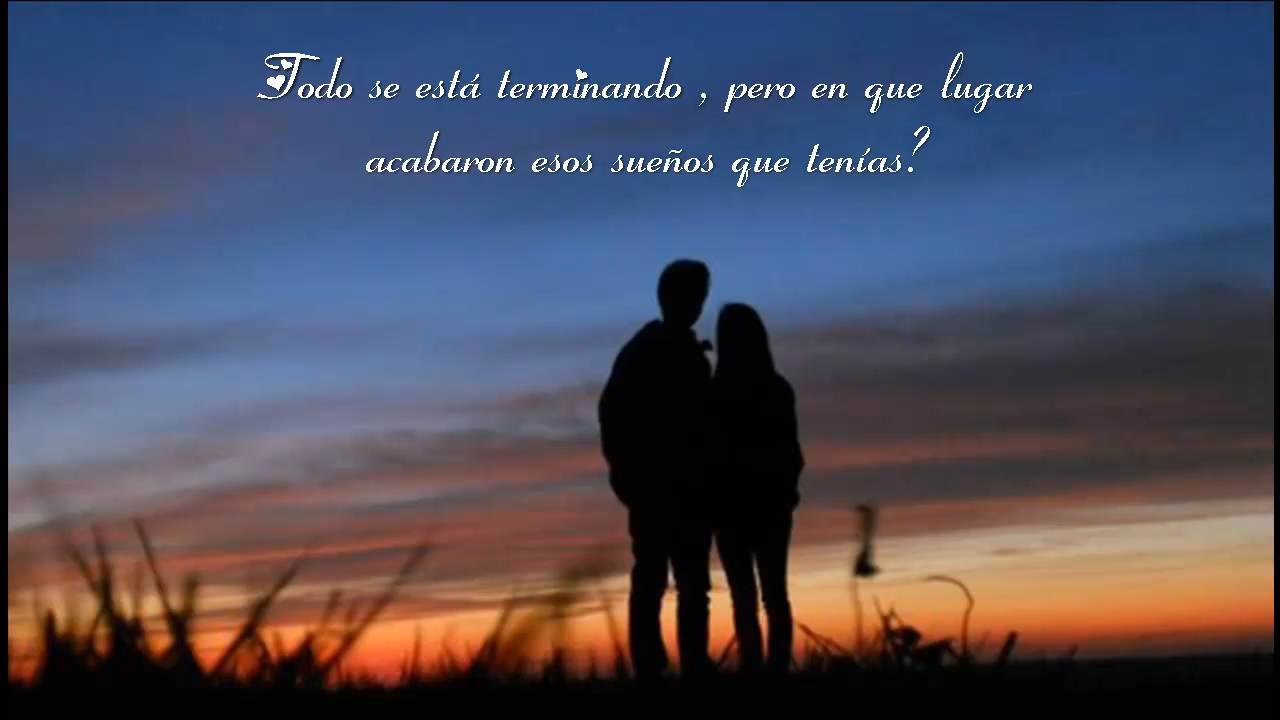 Todo se está terminando , pero en que lugar
acabaron esos sueños que tenías?